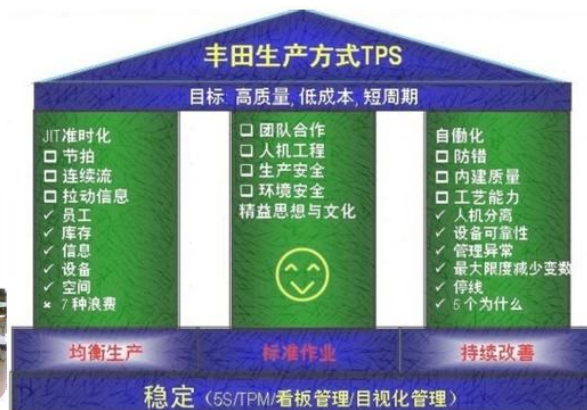 丰田生产方式TPS
目标: 高质量, 低成本, 短周期
JIT准时化
□ 节拍
□ 连续流
□ 拉动信息
✓ 员工
✓ 库存
✓ 信息
✓ 设备
✓ 空间
× 7种浪费
□ 团队合作
□ 人机工程
□ 生产安全
□ 环境安全
精益思想与文化
自働化
□ 防错
□ 内建质量
□ 工艺能力
✓ 人机分离
✓ 设备可靠性
✓ 管理异常
✓ 最大限度减少变数
✓ 停线
✓ 5个为什么
均衡生产
标准作业
持续改善
稳定（5S/TPM/看板管理/目视化管理）